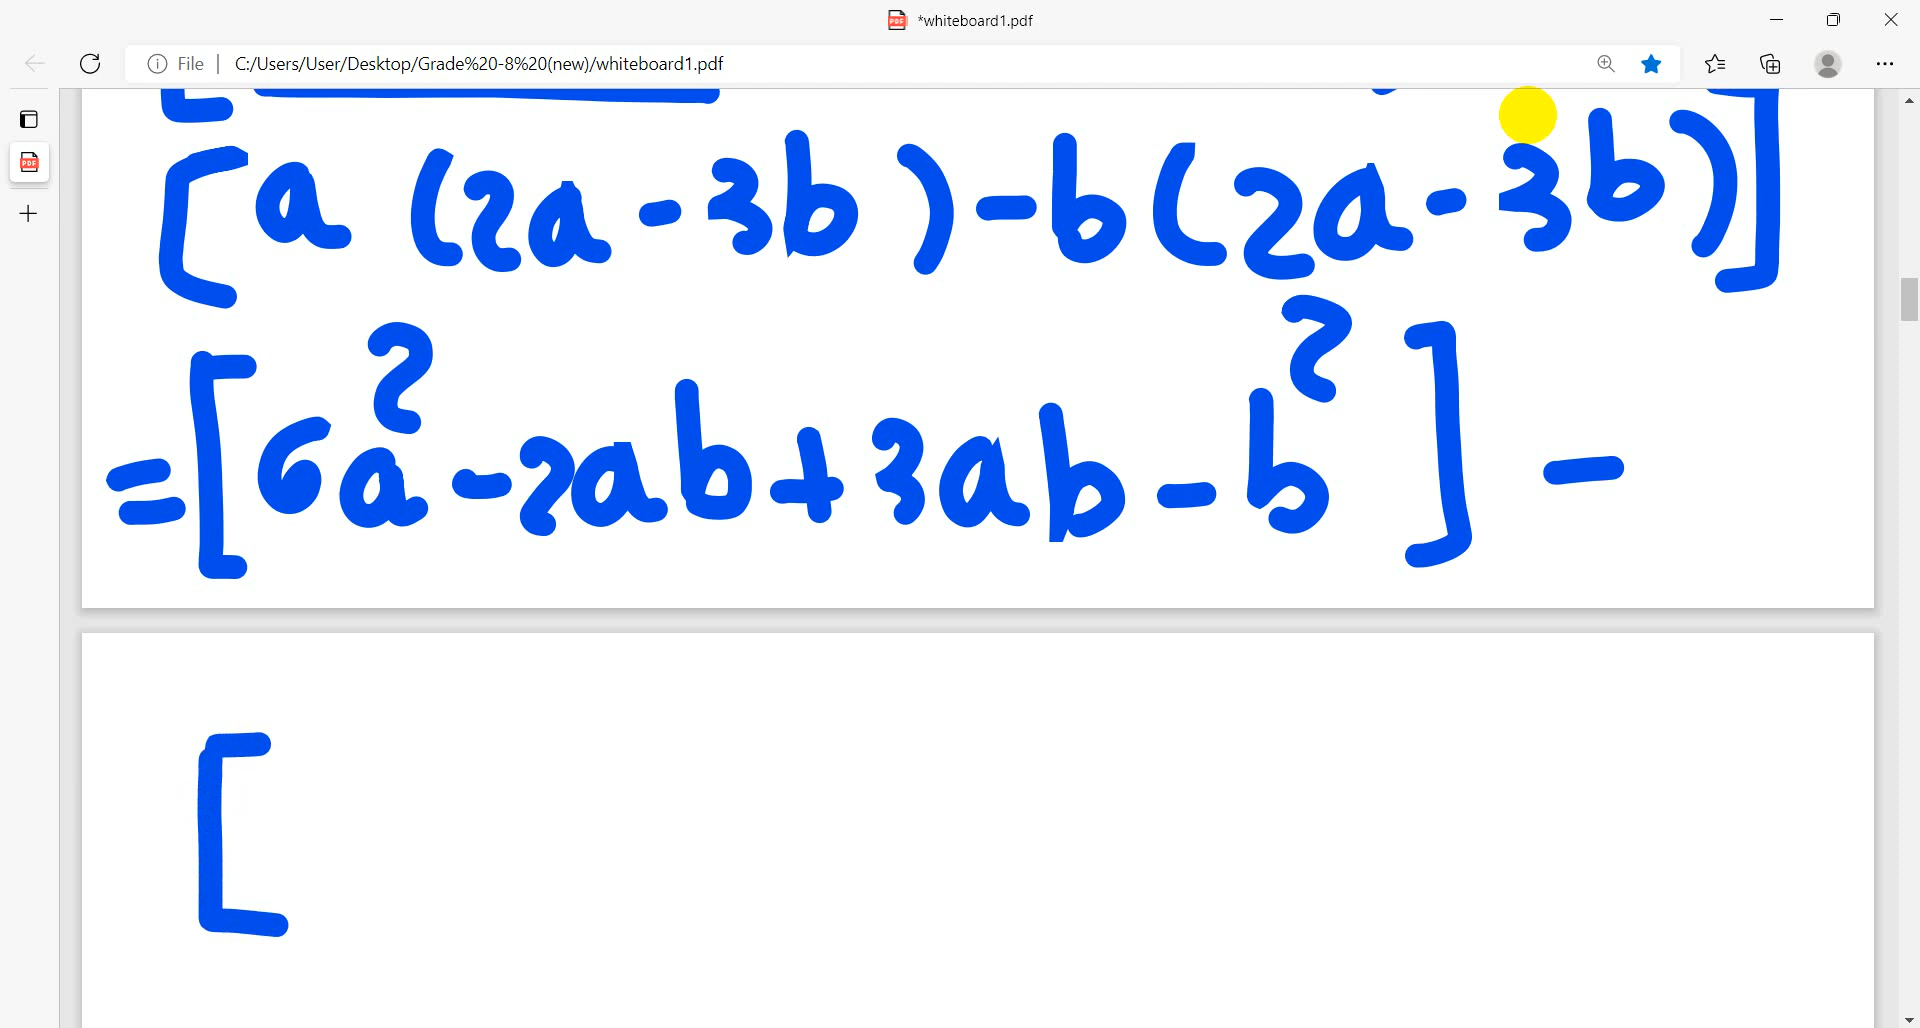 *whiteboard1.pdf
File | C:/Users/User/Desktop/Grade%20-8%20(new)/whiteboard1.pdf
[a (2a-3b)-b(2a-3b)]
=[6a²-2ab+3ab-b²] -
[